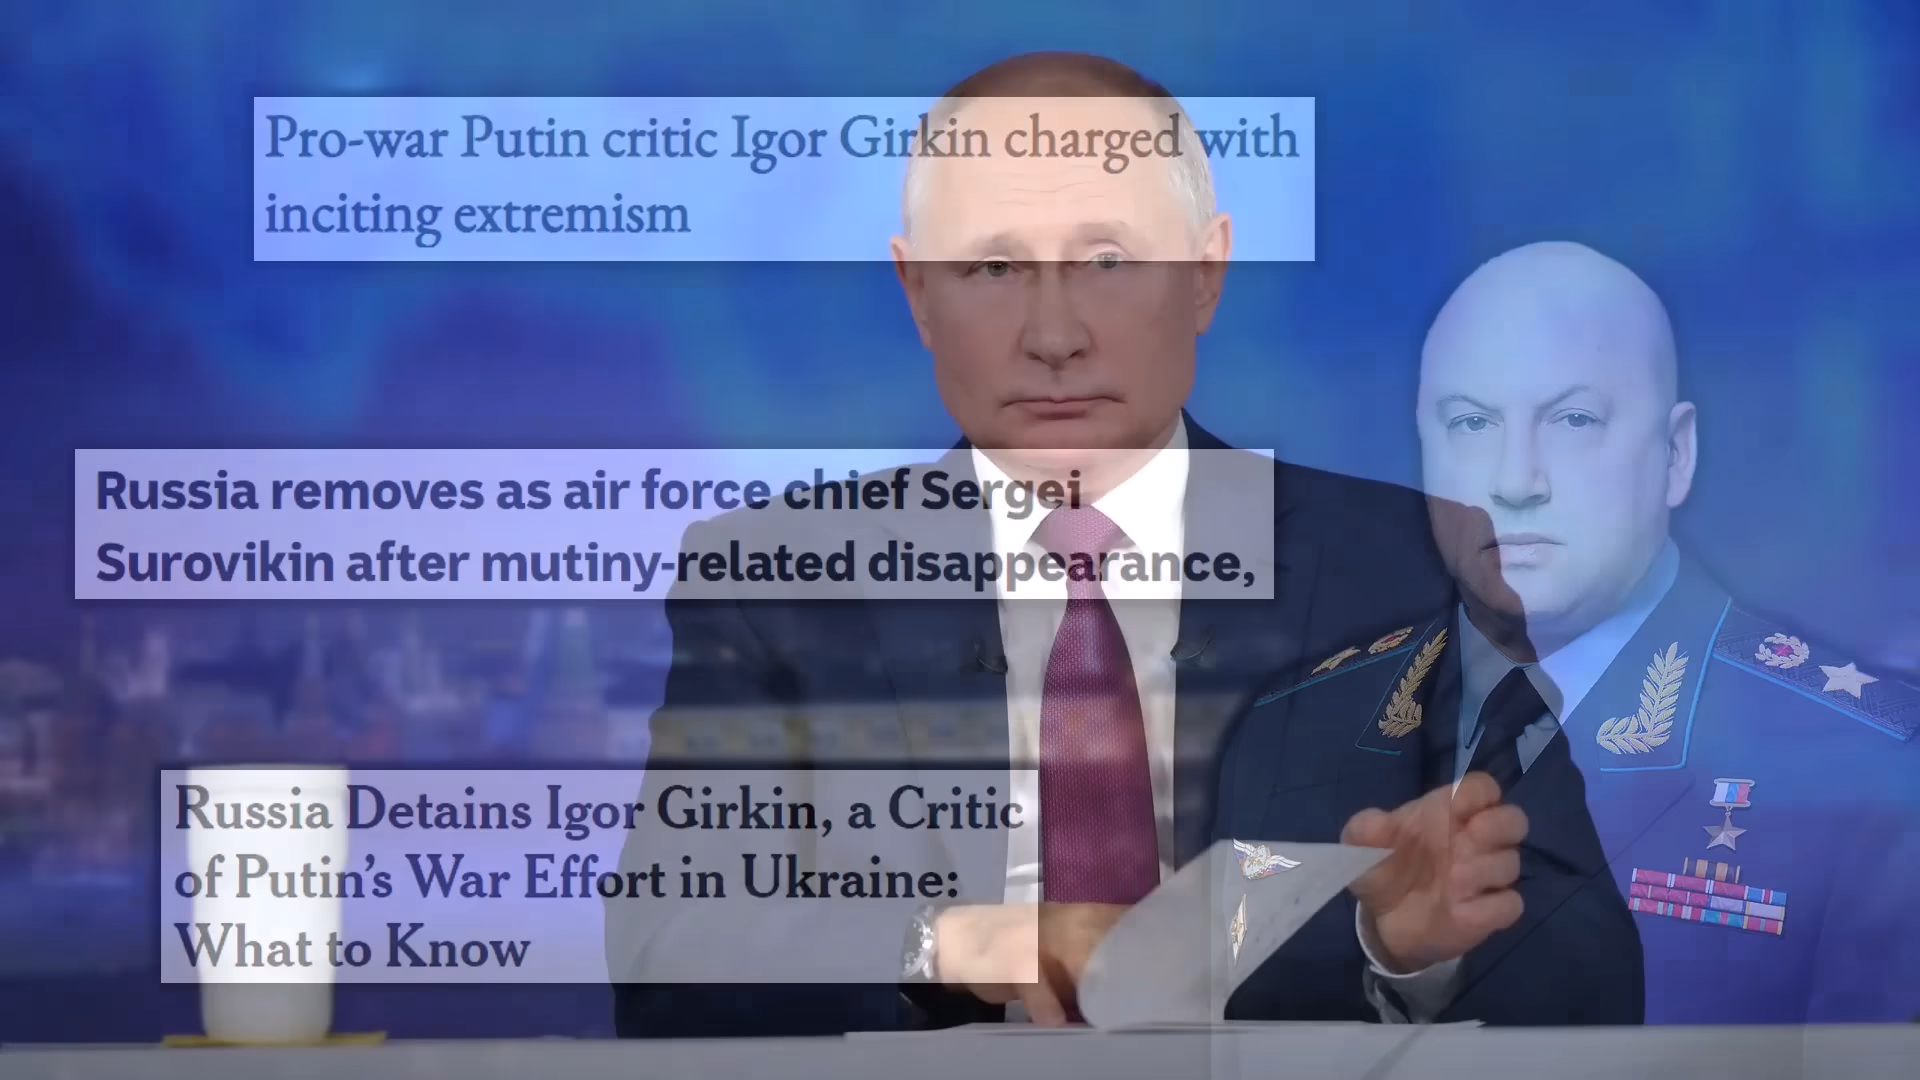 Pro-war Putin critic Igor Girkin charged with
inciting extremism
Russia removes as air force chief Sergei
Surovikin after mutiny-related disappearance,
Russia Detains Igor Girkin, a Critic
of Putin's War Effort in Ukraine:
What to Know